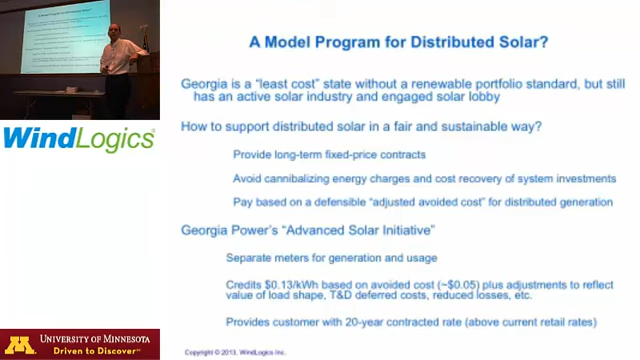 A Model Program for Distributed Solar?
Georgia is a “least cost” state without a renewable portfolio standard, but still
has an active solar industry and engaged solar lobby
How to support distributed solar in a fair and sustainable way?
Provide long-term fixed-price contracts
Avoid cannibalizing energy charges and cost recovery of system investments
Pay based on a defensible “adjusted avoided cost” for distributed generation
Georgia Power’s “Advanced Solar Initiative”
Separate meters for generation and usage
Credits $0.13/kWh based on avoided cost (~$0.05) plus adjustments to reflect
value of load shape, T&D deferred costs, reduced losses, etc.
Provides customer with 20-year contracted rate (above current retail rates)
Copyright © 2013, WindLogics Inc.
WindLogics®
M UNIVERSITY OF MINNESOTA
Driven to Discover℠